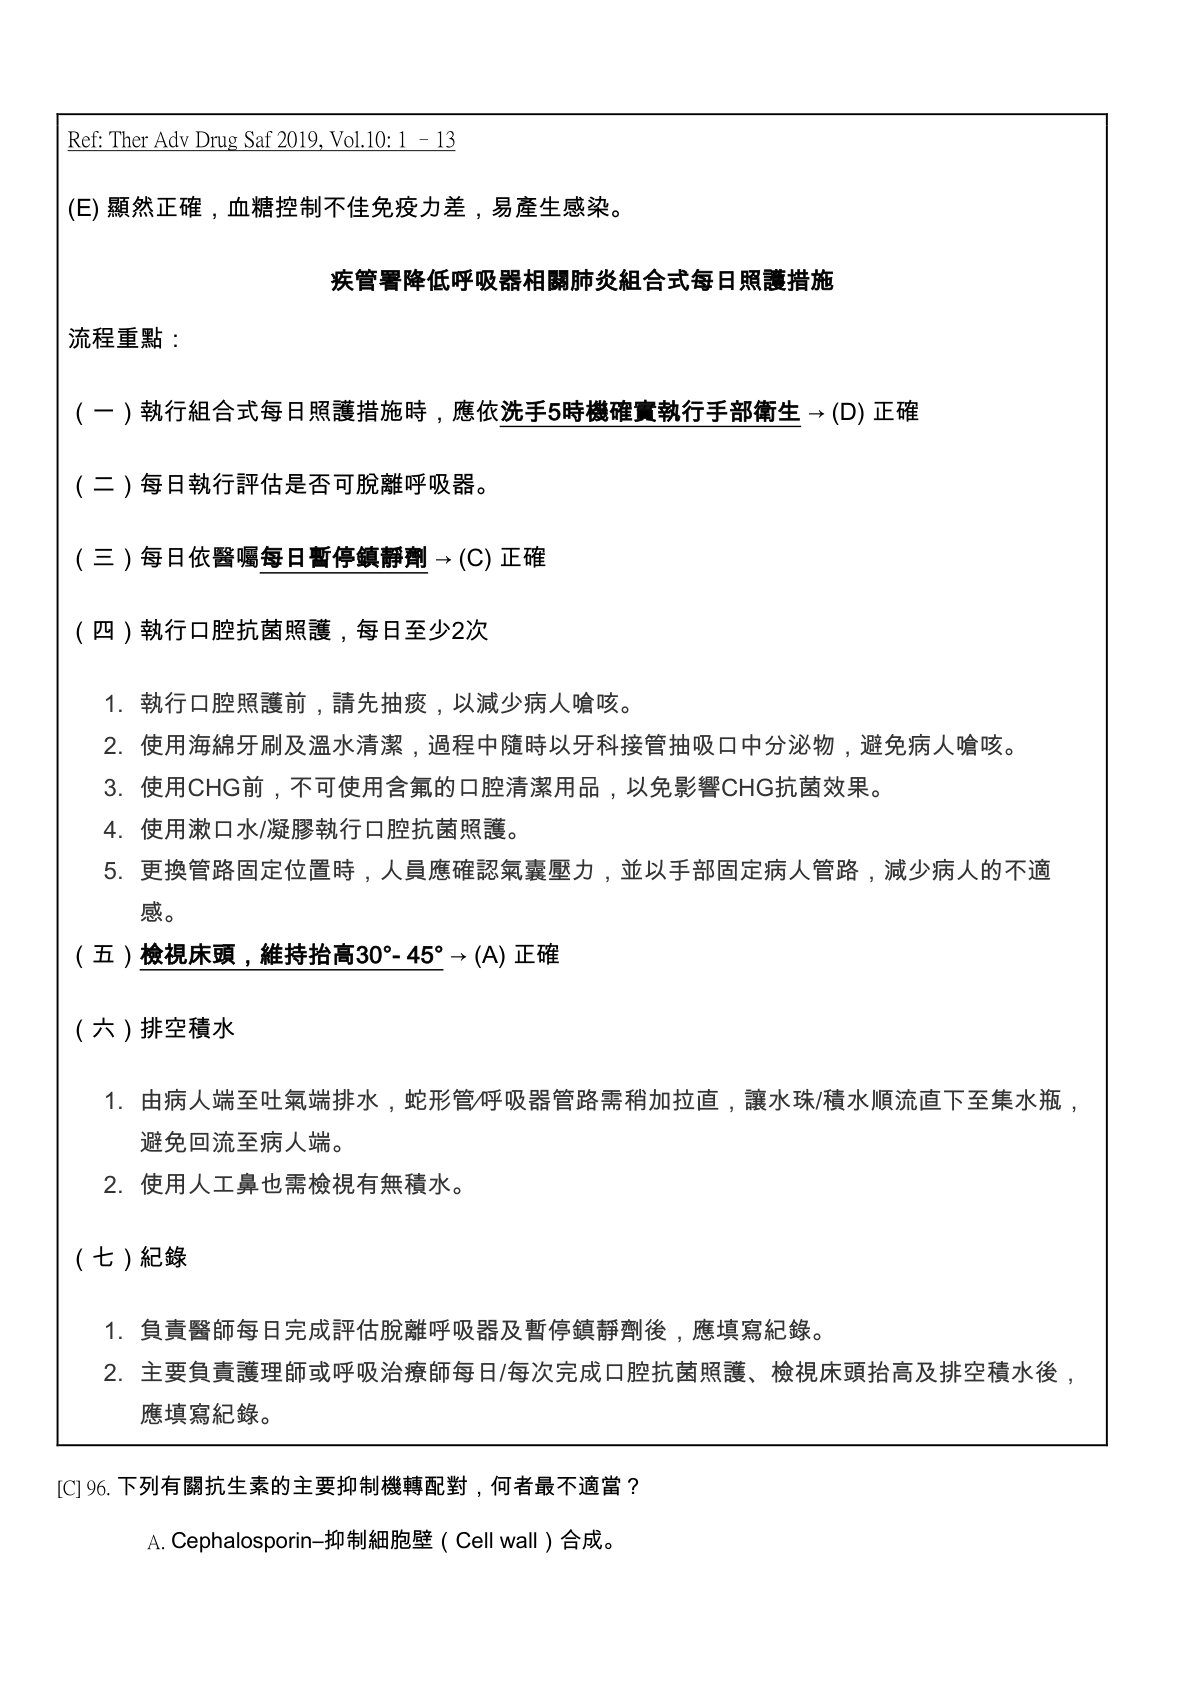 Ref: Ther Adv Drug Saf 2019, Vol.10: 1 – 13
(E) 顯然正確，血糖控制不佳免疫力差，易產生感染。
疾管署降低呼吸器相關肺炎組合式每日照護措施
流程重點：
（一）執行組合式每日照護措施時，應依洗手5時機確實執行手部衛生 → (D) 正確
（二）每日執行評估是否可脫離呼吸器。
（三）每日依醫囑每日暫停鎮靜劑 → (C) 正確
（四）執行口腔抗菌照護，每日至少2次
1. 執行口腔照護前，請先抽痰，以減少病人嗆咳。
2. 使用海綿牙刷及溫水清潔，過程中隨時以牙科接管抽吸口中分泌物，避免病人嗆咳。
3. 使用CHG前，不可使用含氟的口腔清潔用品，以免影響CHG抗菌效果。
4. 使用漱口水/凝膠執行口腔抗菌照護。
5. 更換管路固定位置時，人員應確認氣囊壓力，並以手部固定病人管路，減少病人的不適
感。
（五）檢視床頭，維持抬高30°- 45° → (A) 正確
（六）排空積水
1. 由病人端至吐氣端排水，蛇形管∕呼吸器管路需稍加拉直，讓水珠/積水順流直下至集水瓶，
避免回流至病人端。
2. 使用人工鼻也需檢視有無積水。
（七）紀錄
1. 負責醫師每日完成評估脫離呼吸器及暫停鎮靜劑後，應填寫紀錄。
2. 主要負責護理師或呼吸治療師每日/每次完成口腔抗菌照護、檢視床頭抬高及排空積水後，
應填寫紀錄。
[C] 96. 下列有關抗生素的主要抑制機轉配對，何者最不適當？
A. Cephalosporin–抑制細胞壁（Cell wall）合成。